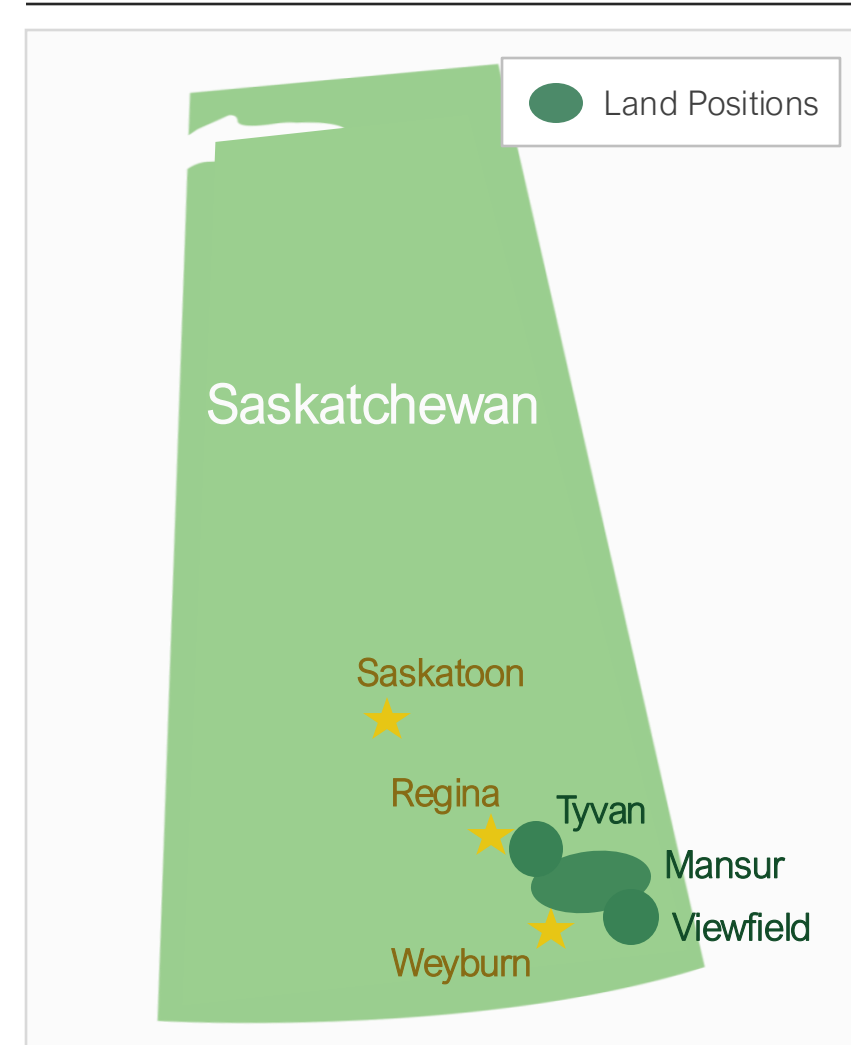 Land Positions
Saskatchewan
Saskatoon
Regina
Tyvan
Mansur
Viewfield
Weyburn